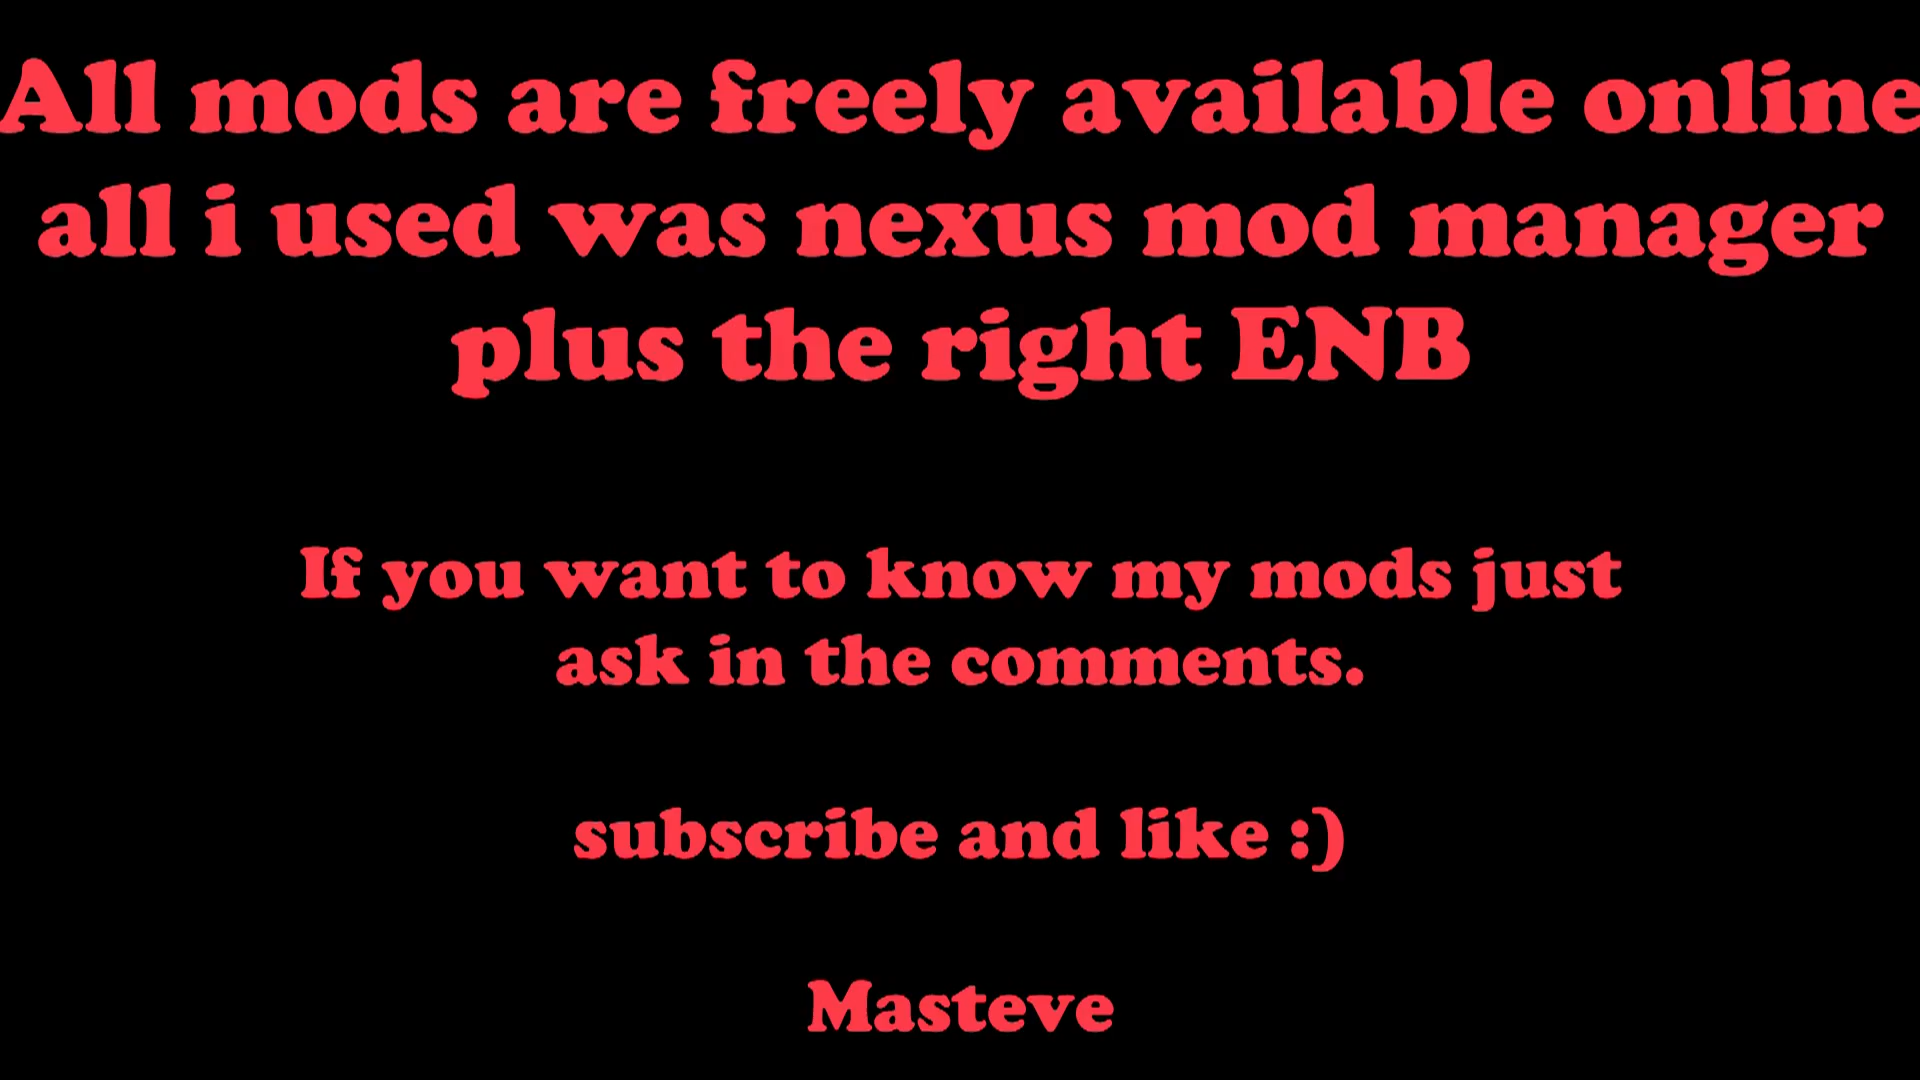 All mods are freely available online
all i used was nexus mod manager
plus the right ENB
If you want to know my mods just
ask in the comments.
subscribe and like :)
Masteve